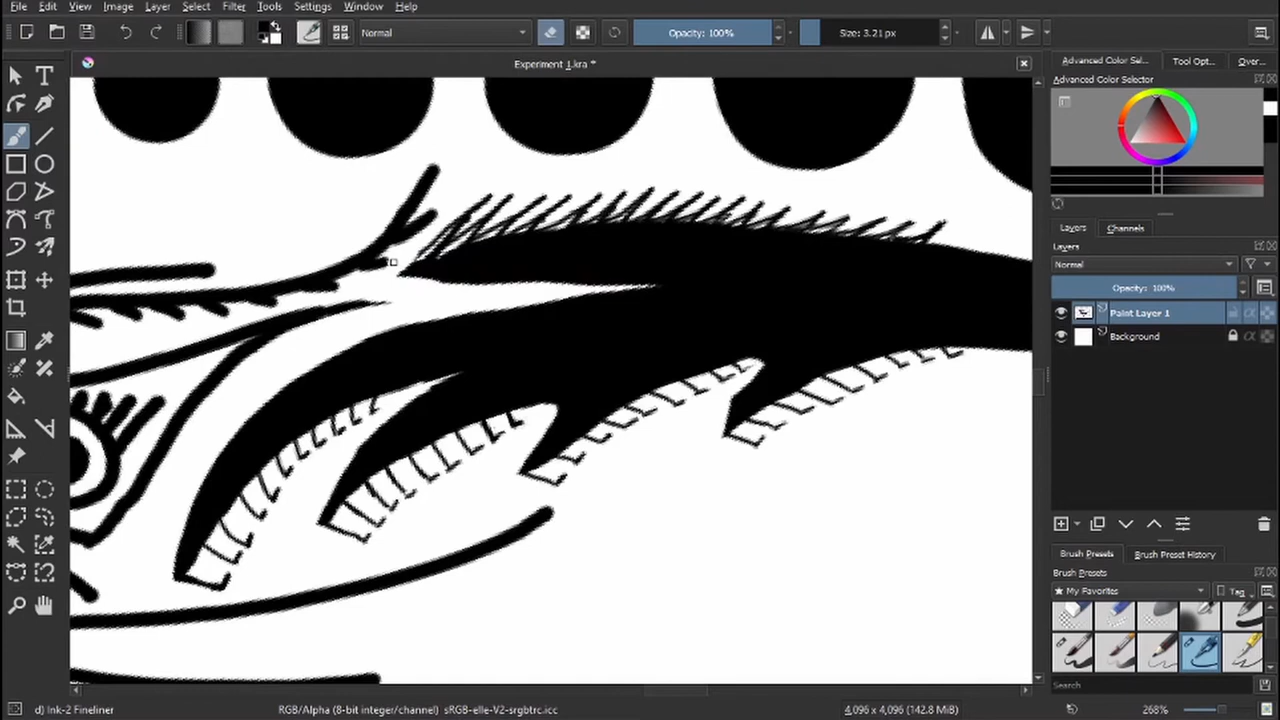 File Edit View Image Layer Select Filter Tools Settings Window Help
Normal Opacity: 100% Size: 3.21 px
Experiment 1.kra *
Advanced Color Sel... Tool Opt... Over...
Advanced Color Selector
Layers Channels
Layers
Normal
Opacity: 100%
Paint Layer 1
Background
Brush Presets Brush Preset History
Brush Presets
★ My Favorites Tag
Search
d) Ink-2 Fineliner RGB/Alpha (8-bit integer/channel) sRGB-elle-V2-srgbtrc.icc 4,096 x 4,096 (142.8 MiB) 268%